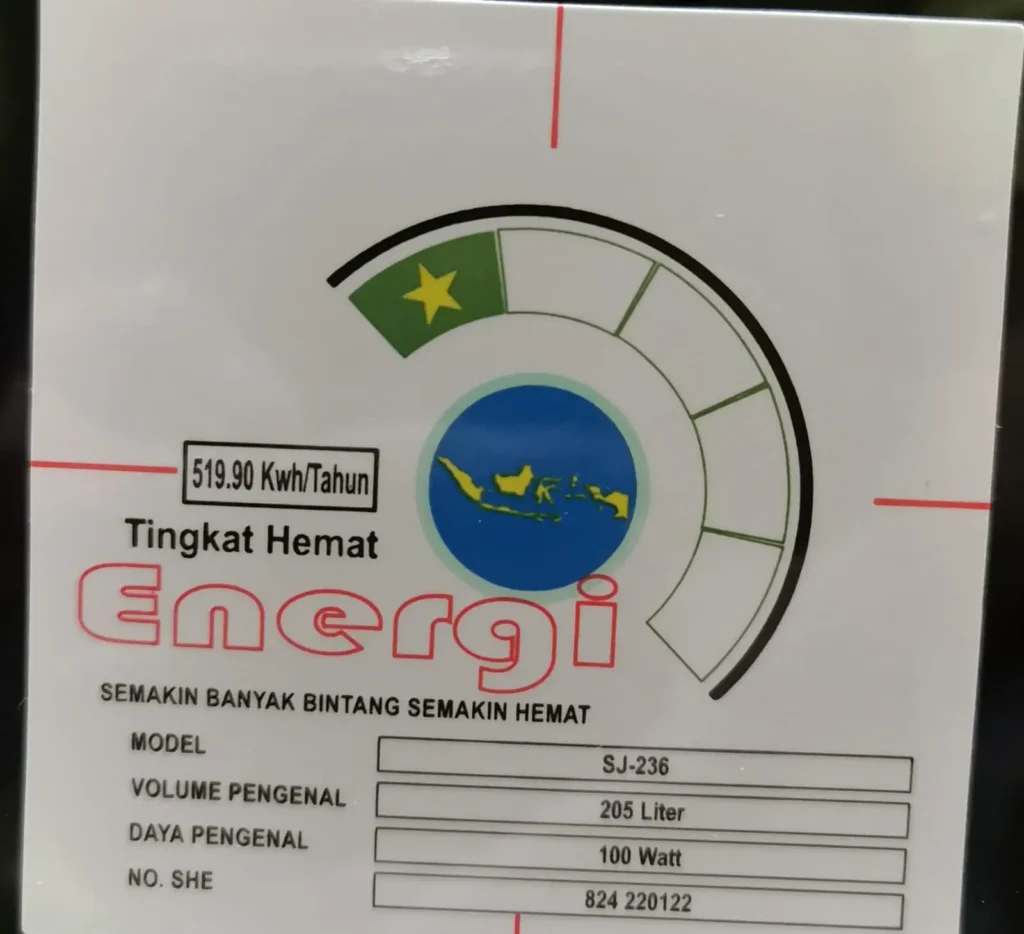 519.90 Kwh/Tahun
Tingkat Hemat
Energi
SEMAKIN BANYAK BINTANG SEMAKIN HEMAT
MODEL SJ-236
VOLUME PENGENAL 205 Liter
DAYA PENGENAL 100 Watt
NO. SHE 824 220122